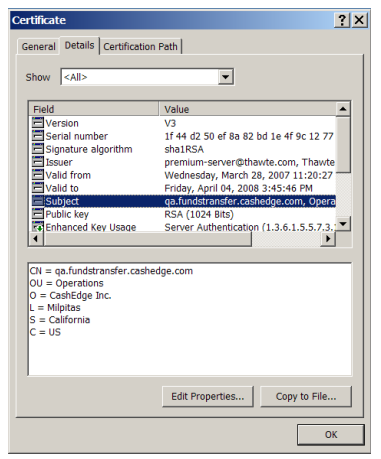 Certificate
General Details Certification Path
Show <All>
Field Value
Version V3
Serial number 1f 44 d2 50 ef 8a 82 bd 1e 4f 9c 12 77
Signature algorithm sha1RSA
Issuer premium-server@thawte.com, Thawte
Valid from Wednesday, March 28, 2007 11:20:27
Valid to Friday, April 04, 2008 3:45:46 PM
Subject qa.fundstransfer.cashedge.com, Opera
Public key RSA (1024 Bits)
Enhanced Key Usage Server Authentication (1.3.6.1.5.5.7.3.
CN = qa.fundstransfer.cashedge.com
OU = Operations
O = CashEdge Inc.
L = Milpitas
S = California
C = US
Edit Properties... Copy to File...
OK